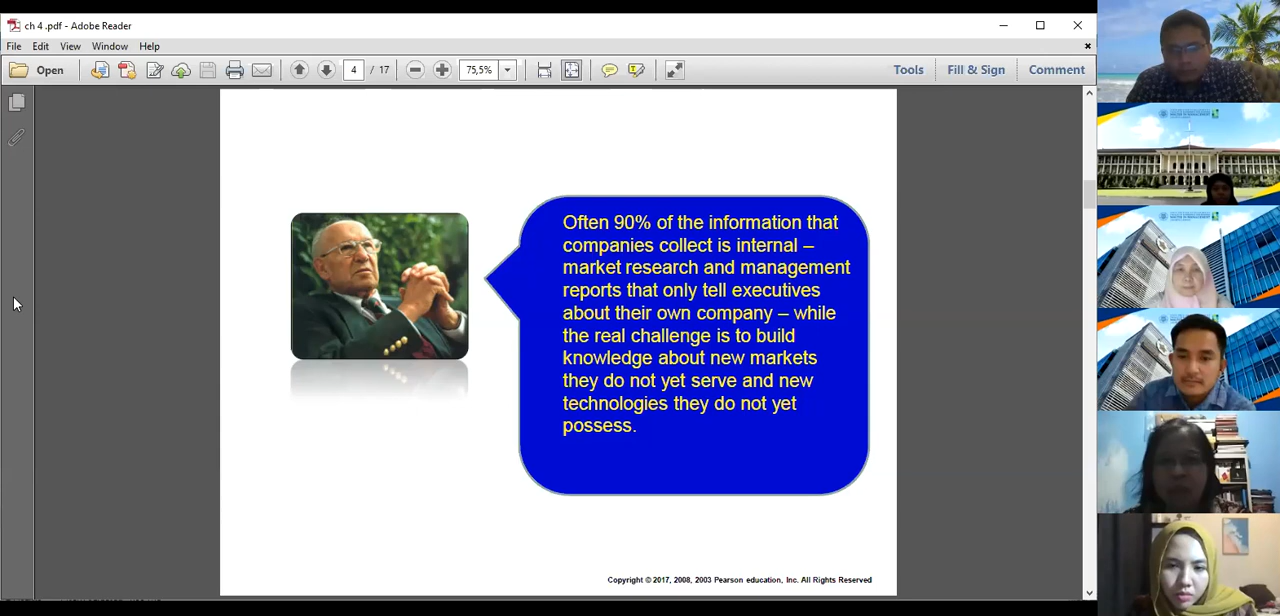 ch 4 .pdf - Adobe Reader
File Edit View Window Help
Open 4 / 17 75,5% Tools Fill & Sign Comment
Often 90% of the information that
companies collect is internal –
market research and management
reports that only tell executives
about their own company – while
the real challenge is to build
knowledge about new markets
they do not yet serve and new
technologies they do not yet
possess.
Copyright © 2017, 2008, 2003 Pearson education, Inc. All Rights Reserved